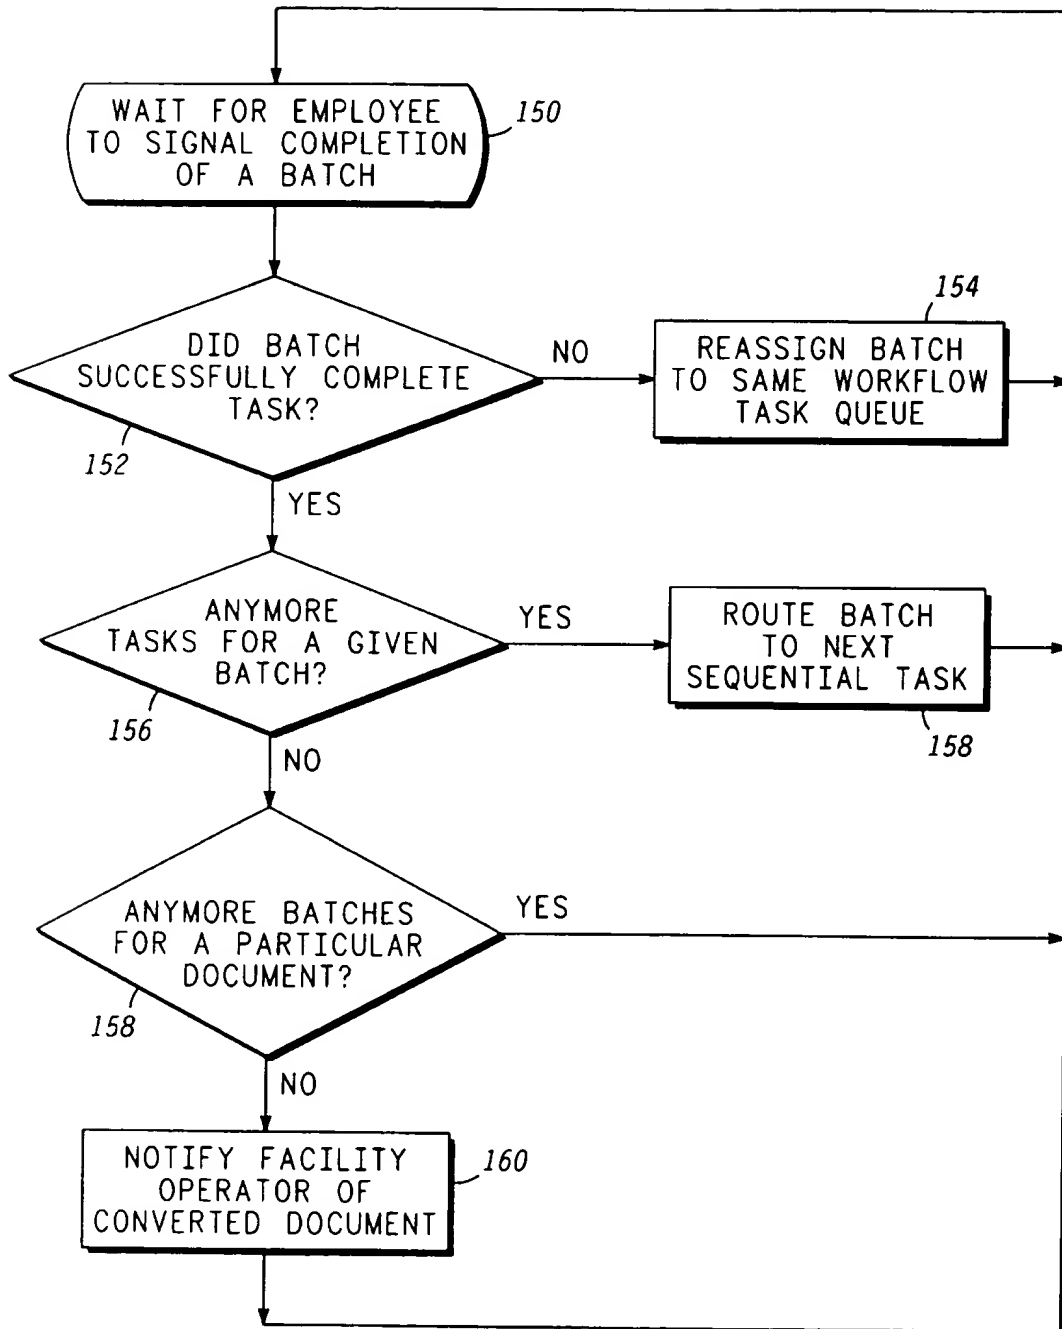 WAIT FOR EMPLOYEE
TO SIGNAL COMPLETION
OF A BATCH
150
DID BATCH
SUCCESSFULLY COMPLETE
TASK?
152
NO
154
REASSIGN BATCH
TO SAME WORKFLOW
TASK QUEUE
YES
ANYMORE
TASKS FOR A GIVEN
BATCH?
156
YES
ROUTE BATCH
TO NEXT
SEQUENTIAL TASK
158
NO
ANYMORE BATCHES
FOR A PARTICULAR
DOCUMENT?
158
YES
NO
NOTIFY FACILITY
OPERATOR OF
CONVERTED DOCUMENT
160